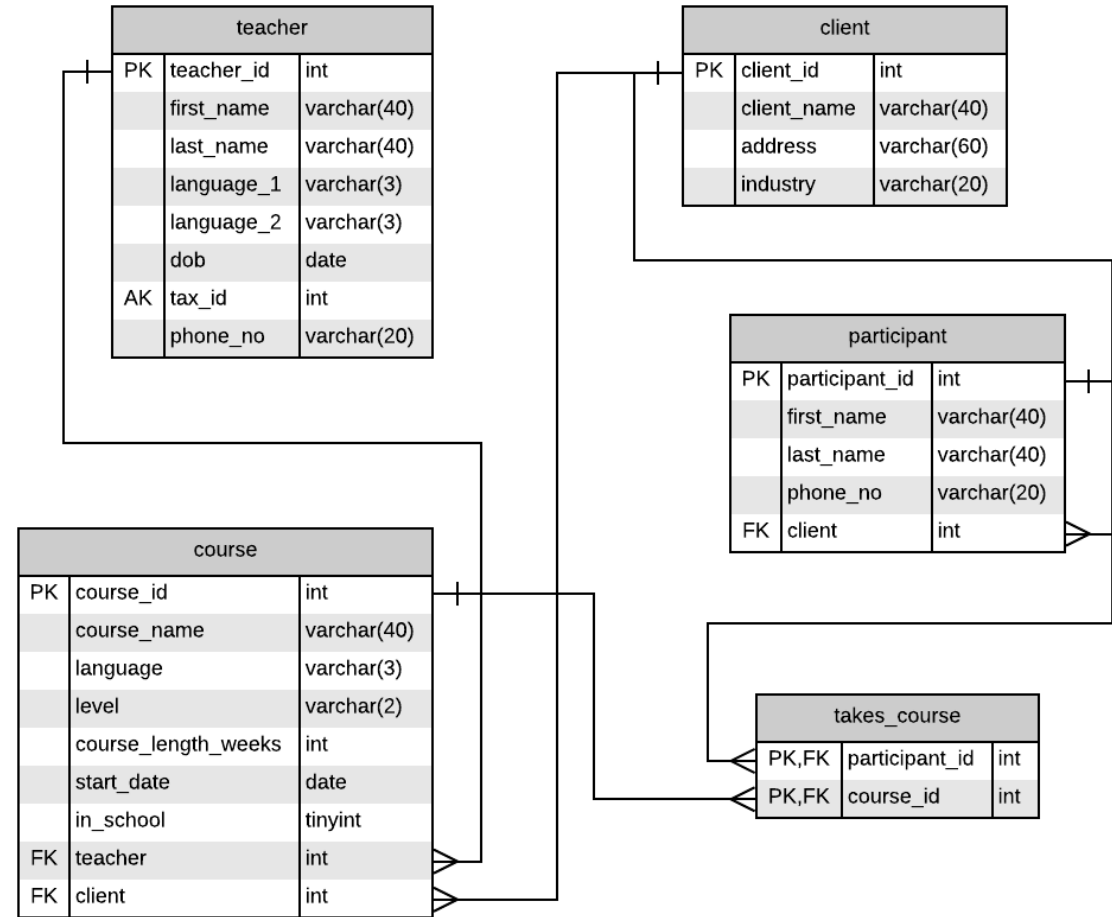 teacher
PK teacher_id int
first_name varchar(40)
last_name varchar(40)
language_1 varchar(3)
language_2 varchar(3)
dob date
AK tax_id int
phone_no varchar(20)
client
PK client_id int
client_name varchar(40)
address varchar(60)
industry varchar(20)
participant
PK participant_id int
first_name varchar(40)
last_name varchar(40)
phone_no varchar(20)
FK client int
course
PK course_id int
course_name varchar(40)
language varchar(3)
level varchar(2)
course_length_weeks int
start_date date
in_school tinyint
FK teacher int
FK client int
takes_course
PK,FK participant_id int
PK,FK course_id int